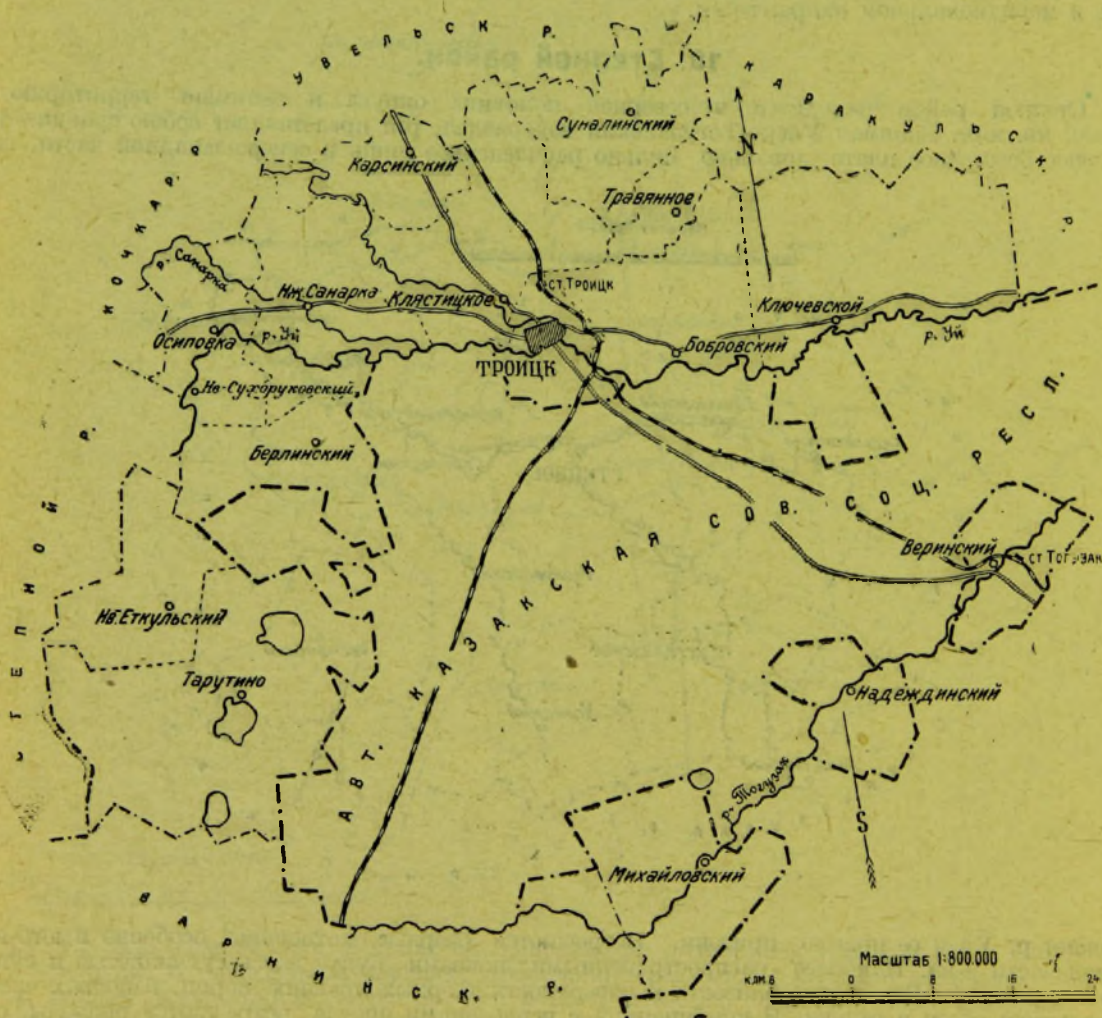 УВЕЛЬСК Р.
КАРАКУЛЬСК. Р.
КОЧКАР. Р.
N
Сумалинский
Карсинский
Травянное
р. Санарка
ст. ТРОИЦК
Нж. Санарка
Клястицкое
Ключевской
Осиповка
р. Уй
Бобровский
р. Уй
ТРОИЦК
Нв-Сухоруковский
Берлинский
АВТ. КАЗАКСКАЯ СОВ. СОЦ. РЕСП.
Веринский
ст ТОГУЗАК
СТЕПНОЙ Р.
Нв. Еткульский
Тарутино
Надеждинский
р. Тогузак
S
Михайловский
ВАРНИНСК. Р.
Масштаб 1:800.000
клм. 8 0 8 16 24